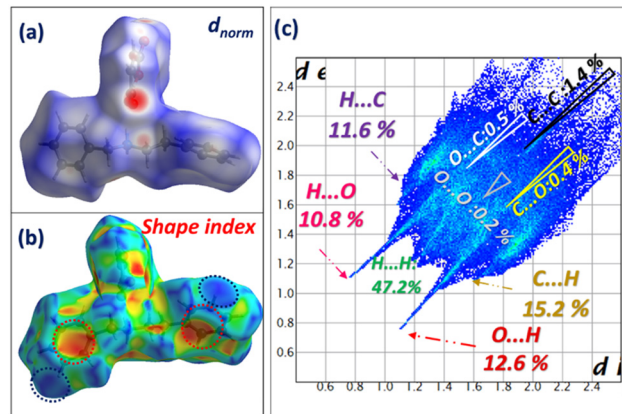 (a)
d norm
(b)
Shape index
(c)
d e
2.4
2.2
2.0
1.8
1.6
1.4
1.2
1.0
0.8
0.6
H...C
11.6 %
H...O
10.8 %
H...H:
47.2%
O...C:0.5 %
C...C:1.4 %
O...O:0.2%
C...O:0.4%
C...H
15.2 %
O...H
12.6 %
0.6 0.8 1.0 1.2 1.4 1.6 1.8 2.0 2.2 2.4
d i